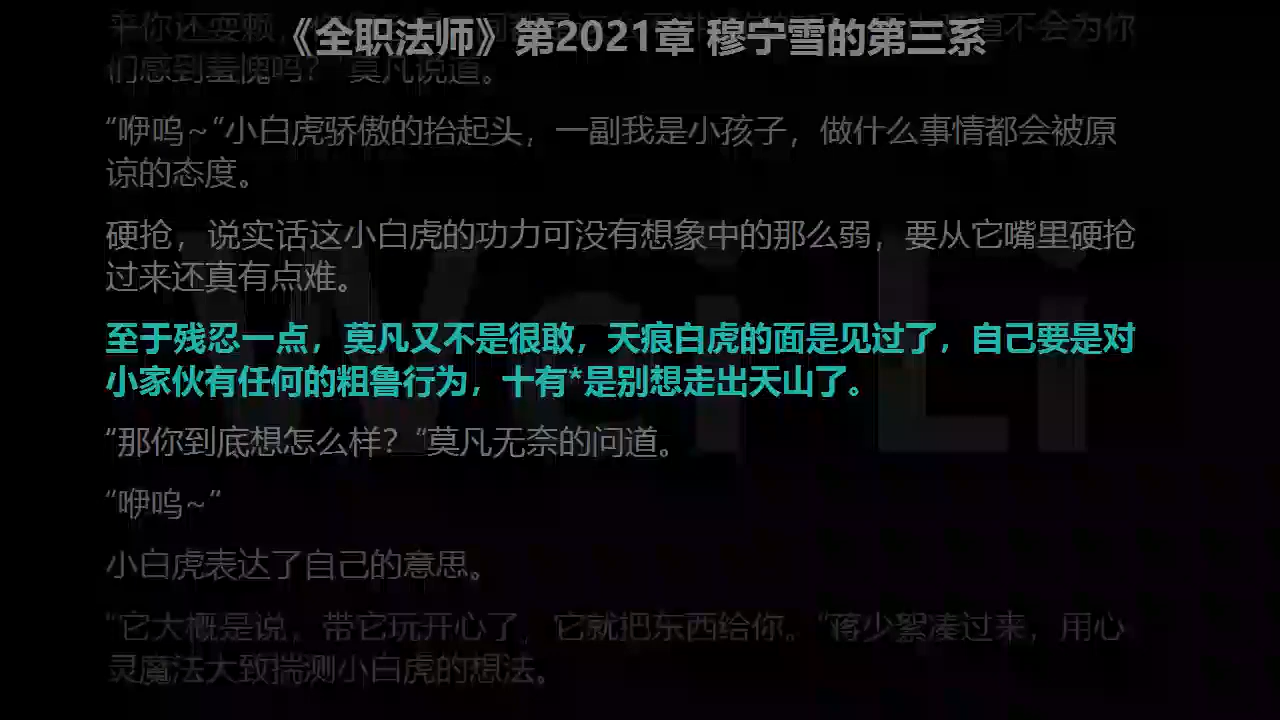 《全职法师》第2021章 穆宁雪的第三系
们感到羞愧吗？”莫凡说道。
“咿呜~“小白虎骄傲的抬起头，一副我是小孩子，做什么事情都会被原
谅的态度。
硬抢，说实话这小白虎的功力可没有想象中的那么弱，要从它嘴里硬抢
过来还真有点难。
至于残忍一点，莫凡又不是很敢，天痕白虎的面是见过了，自己要是对
小家伙有任何的粗鲁行为，十有*是别想走出天山了。
“那你到底想怎么样？”莫凡无奈的问道。
“咿呜~”
小白虎表达了自己的意思。
“它大概是说，带它玩开心了，它就把东西给你。”蒋少絮凑过来，用心
灵魔法大致揣测小白虎的想法。
Wei Li